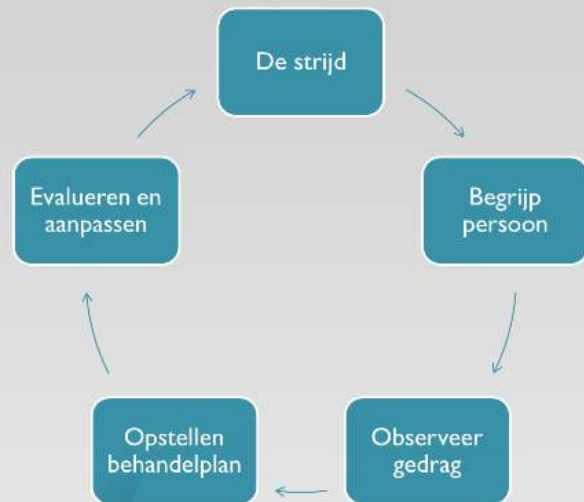 De strijd
Begrijp
persoon
Observeer
gedrag
Opstellen
behandelplan
Evalueren en
aanpassen